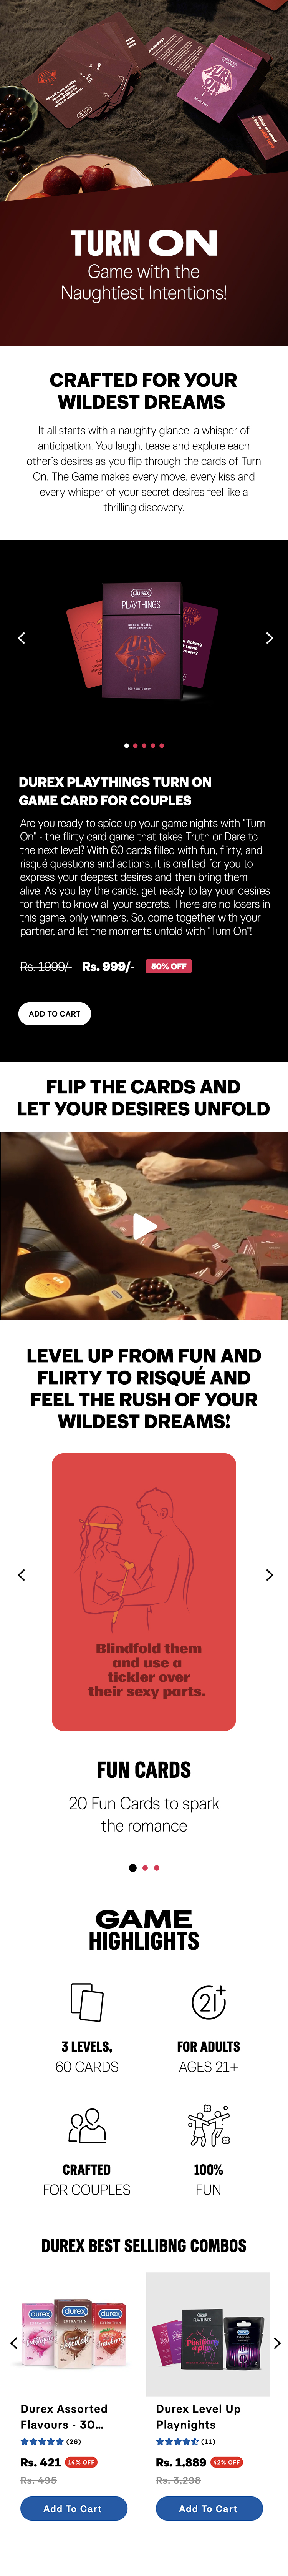 TURN ON
Game with the
Naughtiest Intentions!
CRAFTED FOR YOUR
WILDEST DREAMS
It all starts with a naughty glance, a whisper of
anticipation. You laugh, tease and explore each
other's desires as you flip through the cards of Turn
On. The Game makes every move, every kiss and
every whisper of your secret desires feel like a
thrilling discovery.
durex
PLAYTHINGS
TURN
ON
DUREX PLAYTHINGS TURN ON
GAME CARD FOR COUPLES
Are you ready to spice up your game nights with "Turn
On" - the flirty card game that takes Truth or Dare to
the next level? With 60 cards filled with fun, flirty, and
risqué questions and actions, it is crafted for you to
express your deepest desires and then bring them
alive. As you lay the cards, get ready to lay your desires
for them to know all your secrets. There are no losers in
this game, only winners. So, come together with your
partner, and let the moments unfold with "Turn On"!
Rs. 1999/- Rs. 999/- 50% OFF
ADD TO CART
FLIP THE CARDS AND
LET YOUR DESIRES UNFOLD
LEVEL UP FROM FUN AND
FLIRTY TO RISQUÉ AND
FEEL THE RUSH OF YOUR
WILDEST DREAMS!
Blindfold them
and use a
tickler over
their sexy parts.
FUN CARDS
20 Fun Cards to spark
the romance
GAME
HIGHLIGHTS
21+
3 LEVELS,
60 CARDS
FOR ADULTS
AGES 21+
CRAFTED
FOR COUPLES
100%
FUN
DUREX BEST SELLIBNG COMBOS
durex
durex
durex
Durex Assorted
Flavours - 30...
(26)
Rs. 421 14% OFF
Rs. 495
Add To Cart
Durex Level Up
Playnights
(11)
Rs. 1,889 42% OFF
Rs. 3,298
Add To Cart